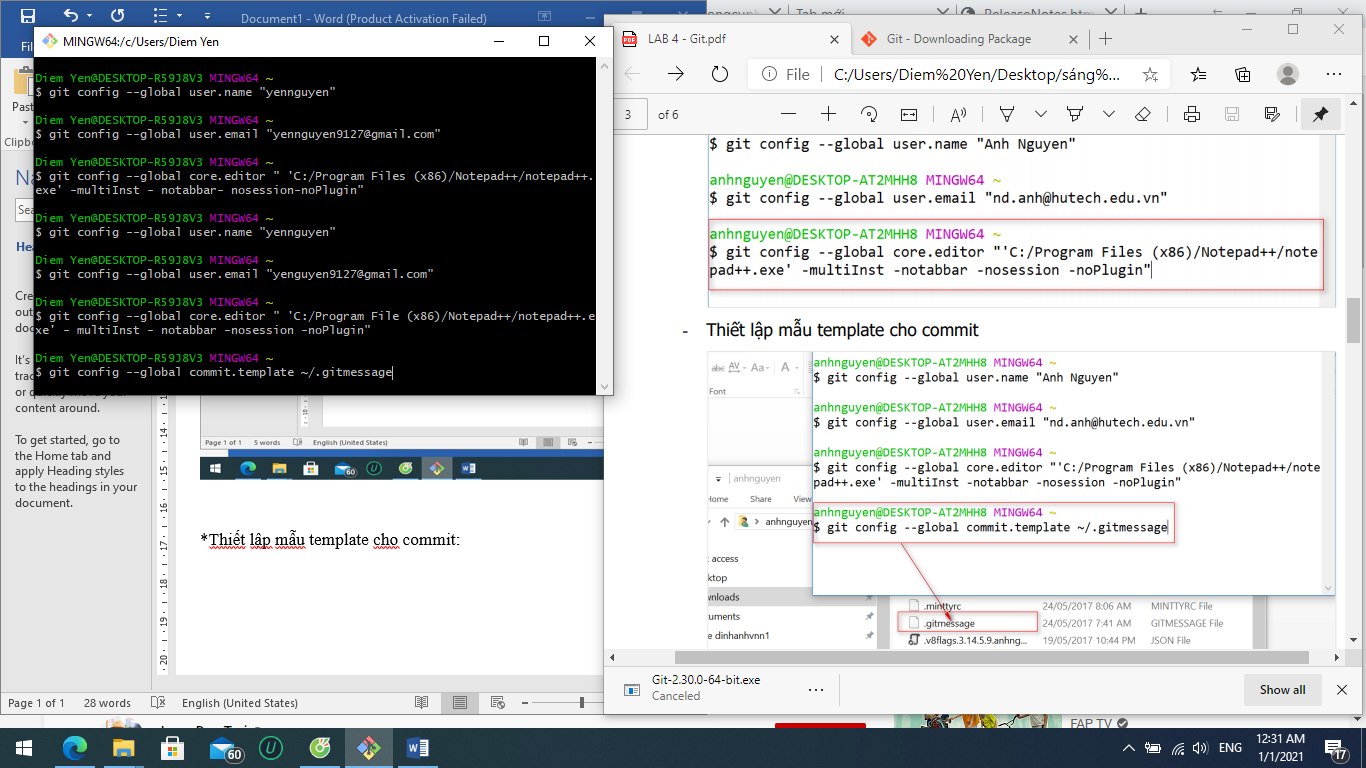 Document1 - Word (Product Activation Failed)
Tab mới
ReleaseNotes.htm
MINGW64:/c/Users/Diem Yen
Diem Yen@DESKTOP-R59J8V3 MINGW64 ~
$ git config --global user.name "yennguyen"
Diem Yen@DESKTOP-R59J8V3 MINGW64 ~
$ git config --global user.email "yennguyen9127@gmail.com"
Diem Yen@DESKTOP-R59J8V3 MINGW64 ~
$ git config --global core.editor " 'C:/Program Files (x86)/Notepad++/notepad++.
exe' -multiInst - notabbar- nosession-noPlugin"
Diem Yen@DESKTOP-R59J8V3 MINGW64 ~
$ git config --global user.name "yennguyen"
Diem Yen@DESKTOP-R59J8V3 MINGW64 ~
$ git config --global user.email "yenguyen9127@gmail.com"
Diem Yen@DESKTOP-R59J8V3 MINGW64 ~
$ git config --global core.editor " 'C:/Program File (x86)/Notepad++/notepad++.e
xe' - multiInst - notabbar -nosession -noPlugin"
Diem Yen@DESKTOP-R59J8V3 MINGW64 ~
$ git config --global commit.template ~/.gitmessage
content around.
To get started, go to
the Home tab and
apply Heading styles
to the headings in your
document.
Page 1 of 1 5 words English (United States)
60
*Thiết lập mẫu template cho commit:
Page 1 of 1 28 words English (United States)
LAB 4 - Git.pdf
Git - Downloading Package
File C:/Users/Diem%20Yen/Desktop/sáng%...
3 of 6
$ git config --global user.name "Anh Nguyen"
anhnguyen@DESKTOP-AT2MHH8 MINGW64 ~
$ git config --global user.email "nd.anh@hutech.edu.vn"
anhnguyen@DESKTOP-AT2MHH8 MINGW64 ~
$ git config --global core.editor "'C:/Program Files (x86)/Notepad++/note
pad++.exe' -multiInst -notabbar -nosession -noPlugin"
- Thiết lập mẫu template cho commit
abc AV Aa A
Font
anhnguyen
Home Share View
anhnguyen
access
ktop
wnloads
uments
e dinhanhvnn1
anhnguyen@DESKTOP-AT2MHH8 MINGW64 ~
$ git config --global user.name "Anh Nguyen"
anhnguyen@DESKTOP-AT2MHH8 MINGW64 ~
$ git config --global user.email "nd.anh@hutech.edu.vn"
anhnguyen@DESKTOP-AT2MHH8 MINGW64 ~
$ git config --global core.editor "'C:/Program Files (x86)/Notepad++/note
pad++.exe' -multiInst -notabbar -nosession -noPlugin"
anhnguyen@DESKTOP-AT2MHH8 MINGW64 ~
$ git config --global commit.template ~/.gitmessage
.minttyrc 24/05/2017 8:06 AM MINTTYRC File
.gitmessage 24/05/2017 7:41 AM GITMESSAGE File
.v8flags.3.14.5.9.anhng... 19/05/2017 10:44 PM JSON File
Git-2.30.0-64-bit.exe
Canceled
Show all
FAP TV
60
ENG
12:31 AM
1/1/2021
17